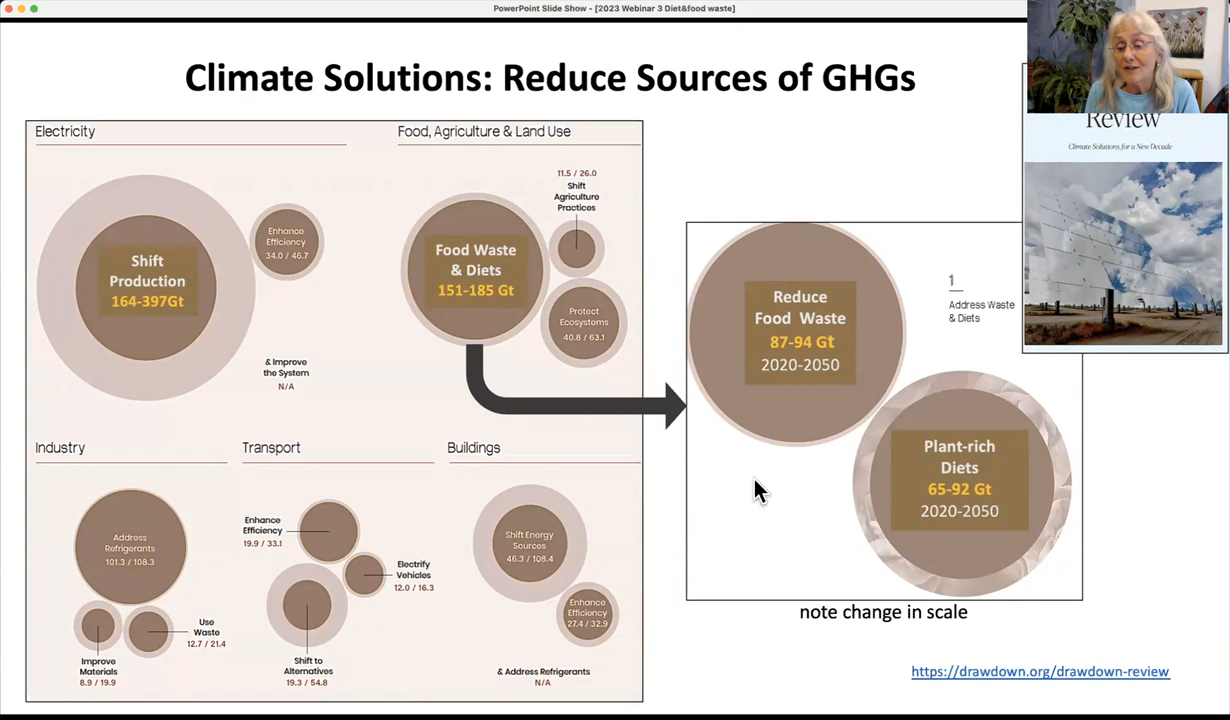 PowerPoint Slide Show - [2023 Webinar 3 Diet&food waste]
Climate Solutions: Reduce Sources of GHGs
Electricity
Shift
Production
164-397Gt
Enhance
Efficiency
34.0 / 46.7
& Improve
the System
N/A
Food, Agriculture & Land Use
Food Waste
& Diets
151-185 Gt
11.5 / 26.0
Shift
Agriculture
Practices
Protect
Ecosystems
40.8 / 63.1
Industry
Address
Refrigerants
101.3 / 108.3
Improve
Materials
8.9 / 19.9
Use
Waste
12.7 / 21.4
Transport
Enhance
Efficiency
19.9 / 33.1
Electrify
Vehicles
12.0 / 16.3
Shift to
Alternatives
19.3 / 54.8
Buildings
Shift Energy
Sources
46.3 / 108.4
Enhance
Efficiency
27.4 / 32.9
& Address Refrigerants
N/A
Reduce
Food Waste
87-94 Gt
2020-2050
1
Address Waste
& Diets
Plant-rich
Diets
65-92 Gt
2020-2050
note change in scale
Review
Climate Solutions for a New Decade
https://drawdown.org/drawdown-review